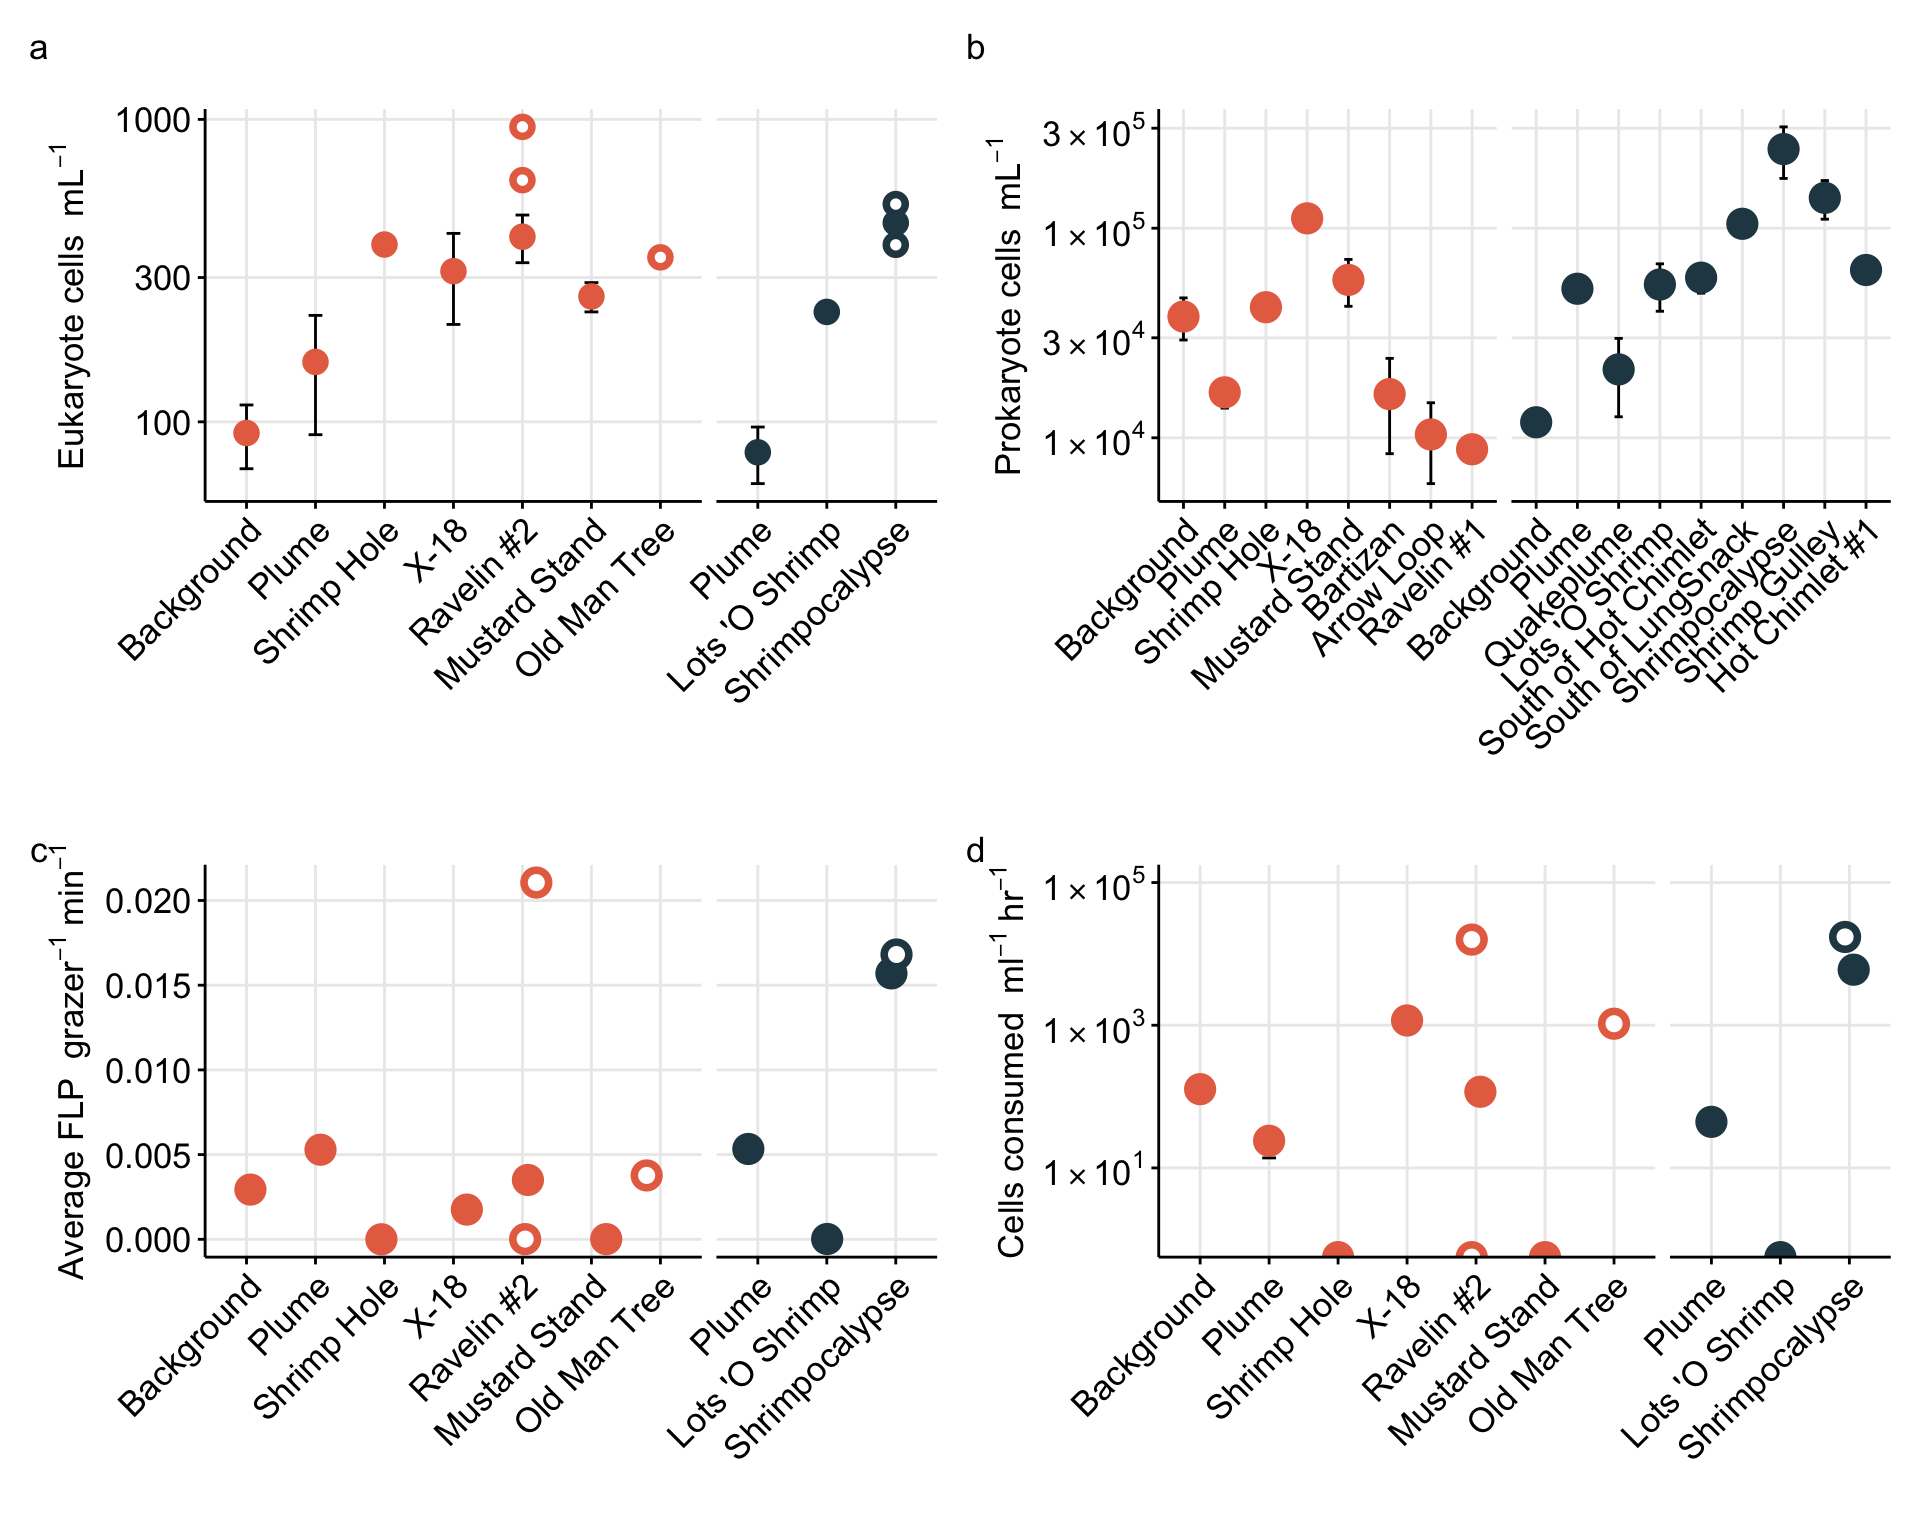 a
Eukaryote cells mL⁻¹
1000
300
100
Background
Plume
Shrimp Hole
X-18
Ravelin #2
Mustard Stand
Old Man Tree
Plume
Lots 'O Shrimp
Shrimpocalypse
b
Prokaryote cells mL⁻¹
3 × 10⁵
1 × 10⁵
3 × 10⁴
1 × 10⁴
Background
Plume
Shrimp Hole
X-18
Mustard Stand
Bartizan
Arrow Loop
Ravelin #1
Background
Plume
Quakeplume
Lots 'O Shrimp
South of Hot Chimlet
South of LungSnack
Shrimpocalypse
Shrimp Gulley
Hot Chimlet #1
c
Average FLP grazer⁻¹ min⁻¹
0.020
0.015
0.010
0.005
0.000
Background
Plume
Shrimp Hole
X-18
Ravelin #2
Mustard Stand
Old Man Tree
Plume
Lots 'O Shrimp
Shrimpocalypse
d
Cells consumed ml⁻¹ hr⁻¹
1 × 10⁵
1 × 10³
1 × 10¹
Background
Plume
Shrimp Hole
X-18
Ravelin #2
Mustard Stand
Old Man Tree
Plume
Lots 'O Shrimp
Shrimpocalypse